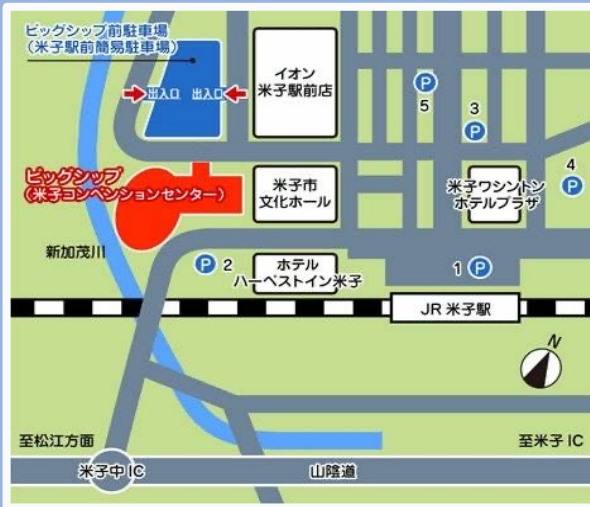 ビッグシップ前駐車場
(米子駅前簡易駐車場)
出入口 出入口
イオン
米子駅前店
P
5
3
P
4
P
ビッグシップ
(米子コンベンションセンター)
米子市
文化ホール
米子ワシントン
ホテルプラザ
新加茂川
P 2
ホテル
ハーベストイン米子
1 P
JR 米子駅
N
至松江方面
至米子 IC
米子中 IC
山陰道